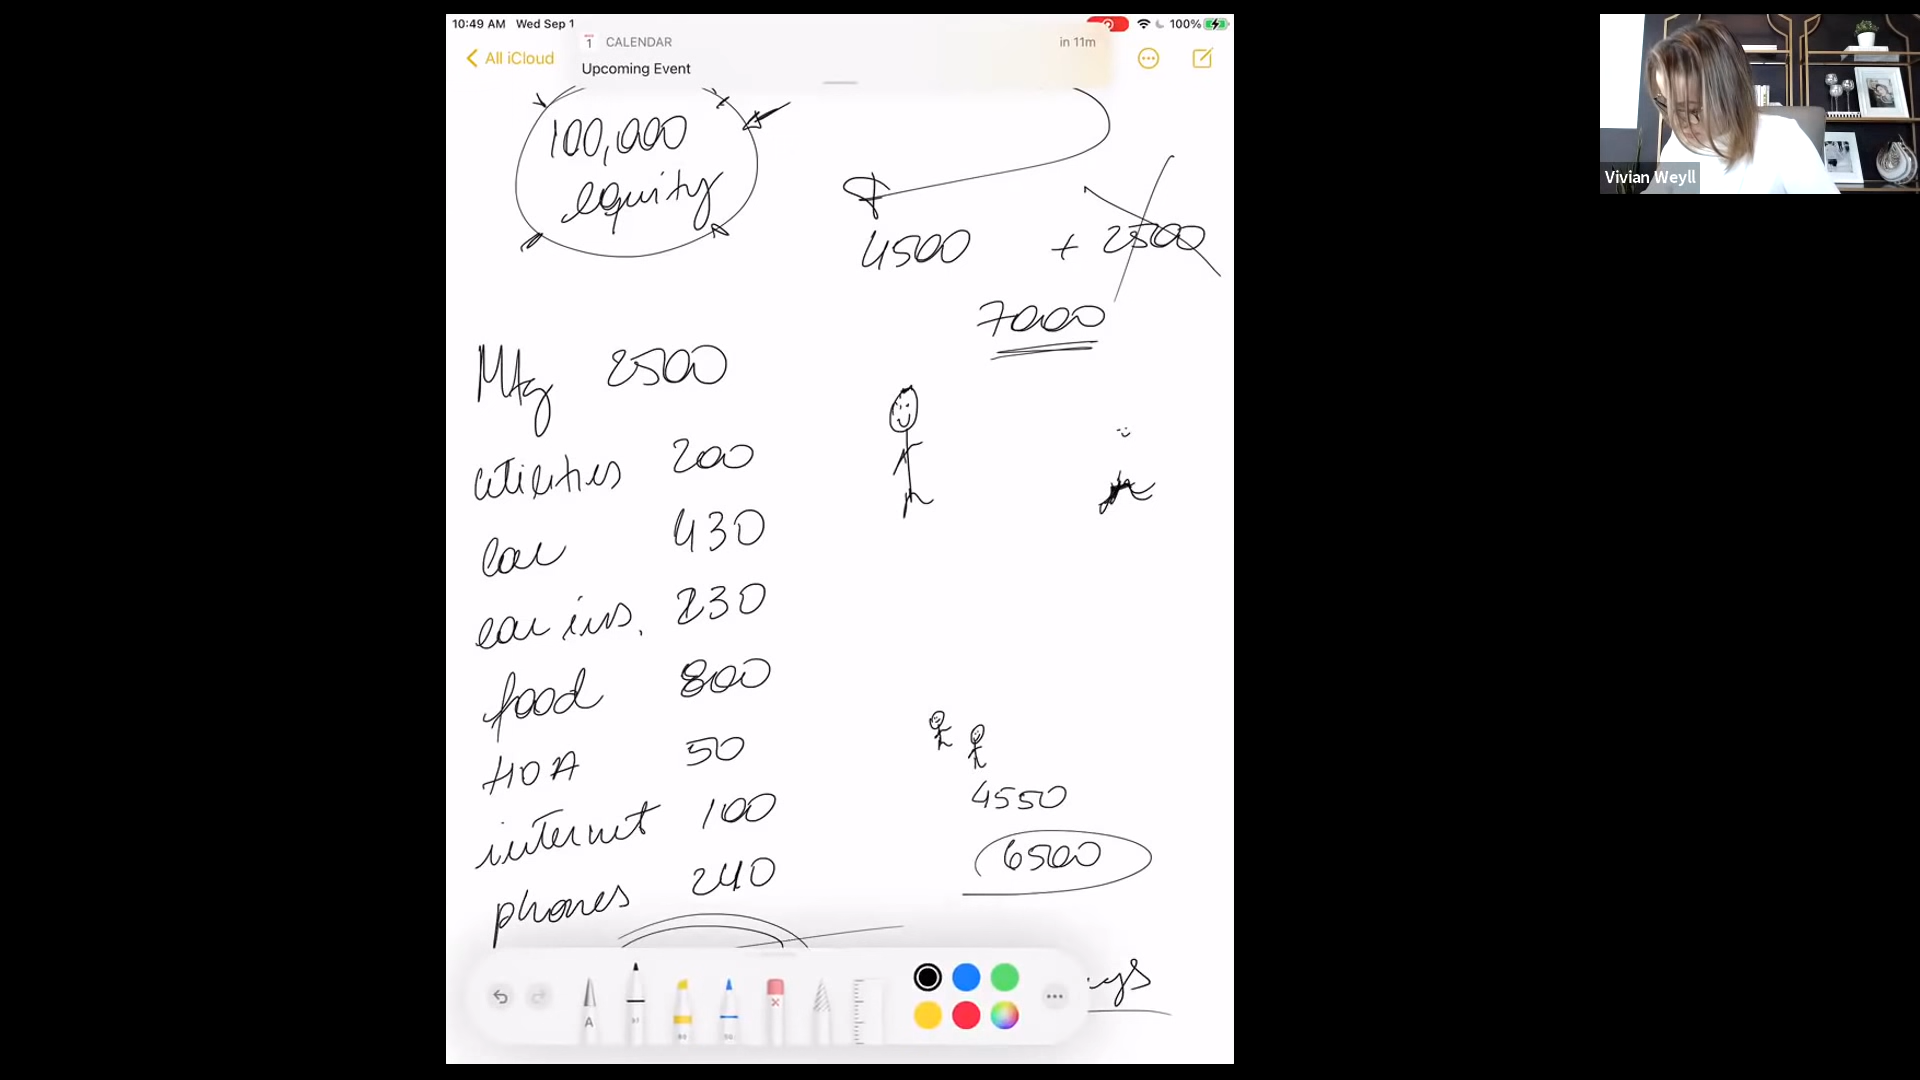 10:49 AM Wed Sep 1
100%
1 CALENDAR in 11m
Upcoming Event
All iCloud
100,000
equity
4500 + 2500
7000
Mtg 2500
utilities 200
car 430
car ins. 230
food 800
HOA 50
internet 100
phones 240
4550
6500
A
Vivian Weyll